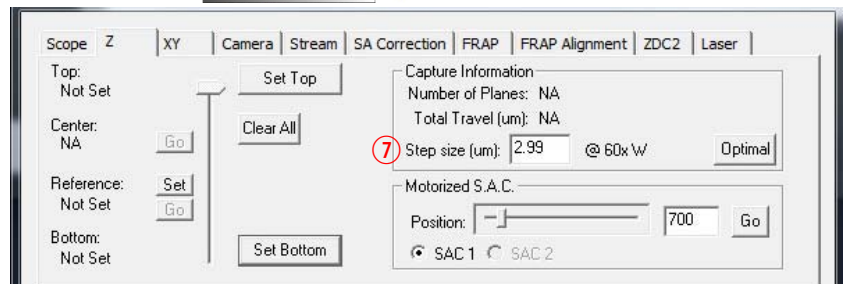 Scope Z XY Camera Stream SA Correction FRAP FRAP Alignment ZDC2 Laser
Top:
Not Set
Set Top
Center:
NA
Go
Clear All
Reference:
Not Set
Set
Go
Bottom:
Not Set
Set Bottom
Capture Information
Number of Planes: NA
Total Travel (um): NA
⑦ Step size (um): 2.99 @ 60x W Optimal
Motorized S.A.C.
Position: 700 Go
SAC 1 SAC 2